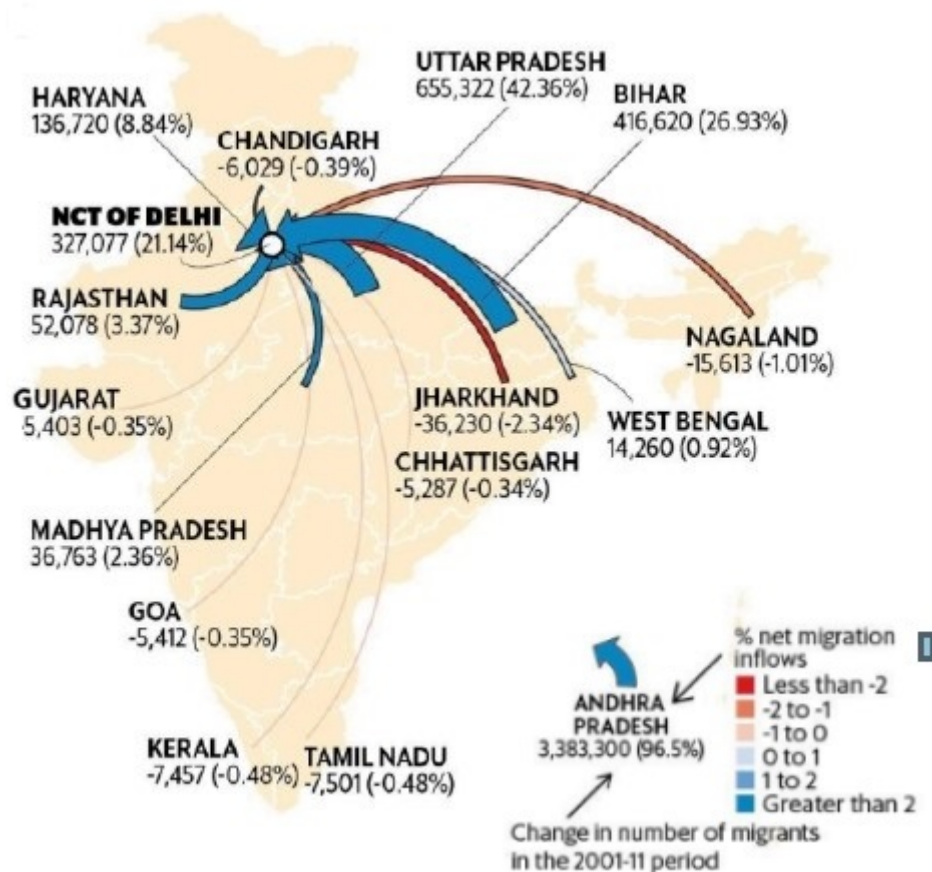 UTTAR PRADESH
655,322 (42.36%)
BIHAR
416,620 (26.93%)
HARYANA
136,720 (8.84%)
CHANDIGARH
-6,029 (-0.39%)
NCT OF DELHI
327,077 (21.14%)
RAJASTHAN
52,078 (3.37%)
NAGALAND
-15,613 (-1.01%)
GUJARAT
5,403 (-0.35%)
JHARKHAND
-36,230 (-2.34%)
WEST BENGAL
14,260 (0.92%)
CHHATTISGARH
-5,287 (-0.34%)
MADHYA PRADESH
36,763 (2.36%)
GOA
-5,412 (-0.35%)
KERALA
-7,457 (-0.48%)
TAMIL NADU
-7,501 (-0.48%)
% net migration
inflows
Less than -2
-2 to -1
-1 to 0
0 to 1
1 to 2
Greater than 2
ANDHRA
PRADESH
3,383,300 (96.5%)
Change in number of migrants
in the 2001-11 period